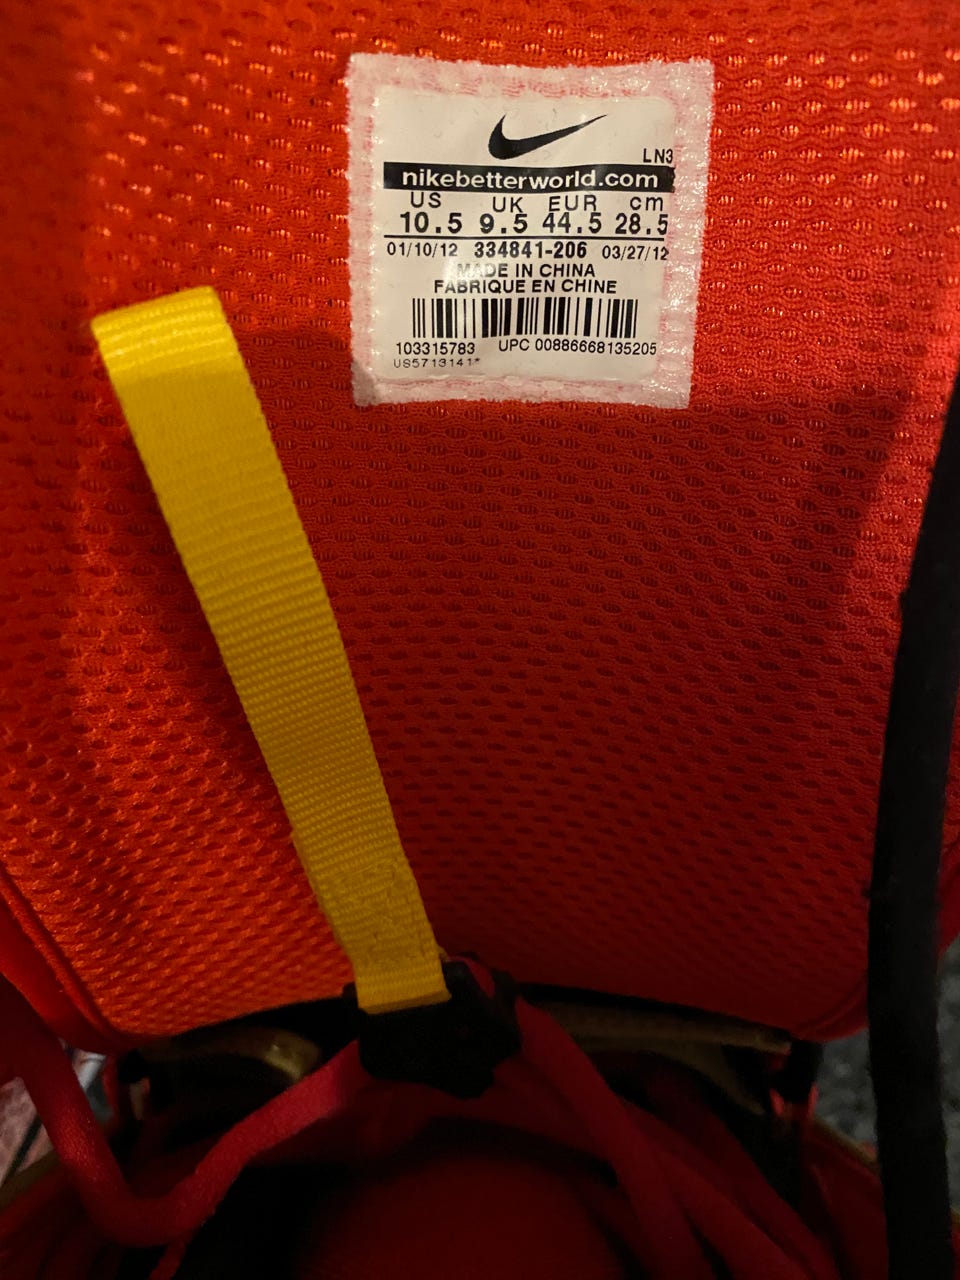 LN3
nikebetterworld.com
US UK EUR cm
10.5 9.5 44.5 28.5
01/10/12 334841-206 03/27/12
MADE IN CHINA
FABRIQUE EN CHINE
103315783 UPC 00886668135205
US5713141*